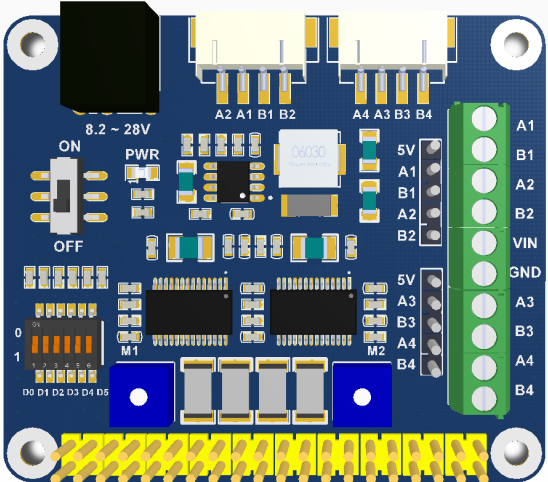 A2 A1 B1 B2
A4 A3 B3 B4
8.2 ~ 28V
ON
OFF
PWR
06030
5V
A1
B1
A2
B2
5V
A3
B3
A4
B4
A1
B1
A2
B2
VIN
GND
A3
B3
A4
B4
M1
M2
ON
0
1
1 2 3 4 5 6
D0 D1 D2 D3 D4 D5